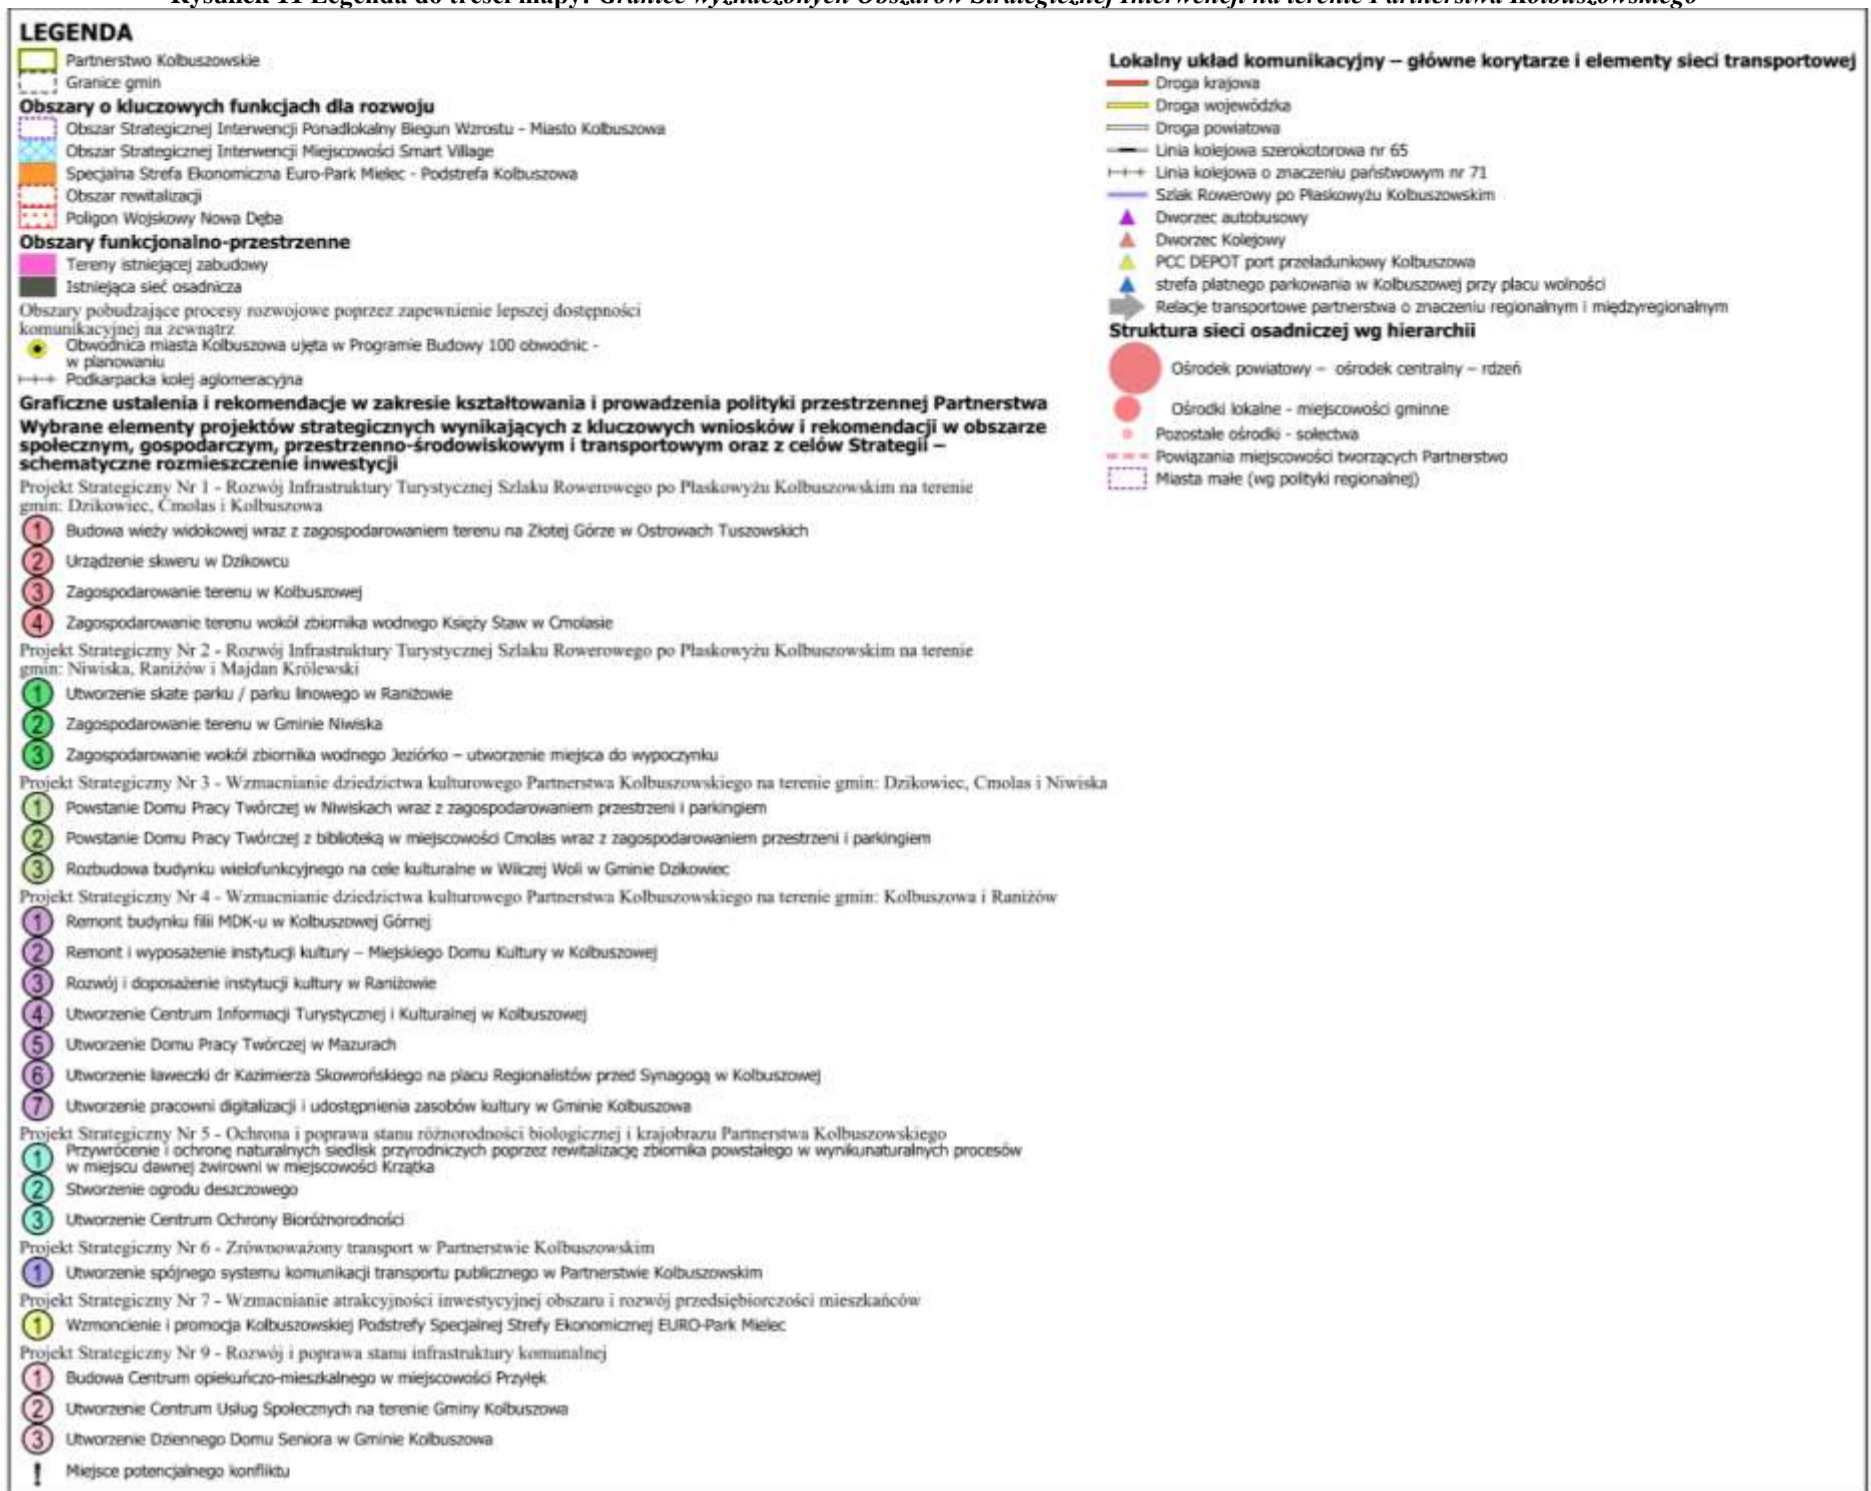 Rysunek 11 Legenda do treści mapy: Granice wyznaczonych Obszarów Strategicznej Interwencji na terenie Partnerstwa Kolbuszowskiego
LEGENDA
Partnerstwo Kolbuszowskie
Granice gmin
Obszary o kluczowych funkcjach dla rozwoju
Obszar Strategicznej Interwencji Ponadlokalny Biegun Wzrostu - Miasto Kolbuszowa
Obszar Strategicznej Interwencji Miejscowości Smart Village
Specjalna Strefa Ekonomiczna Euro-Park Mielec - Podstrefa Kolbuszowa
Obszar rewitalizacji
Poligon Wojskowy Nowa Dęba
Obszary funkcjonalno-przestrzenne
Tereny istniejącej zabudowy
Istniejąca sieć osadnicza
Obszary pobudzające procesy rozwojowe poprzez zapewnienie lepszej dostępności
komunikacyjnej na zewnątrz
Obwodnica miasta Kolbuszowa ujęta w Programie Budowy 100 obwodnic -
w planowaniu
Podkarpacka kolej aglomeracyjna
Graficzne ustalenia i rekomendacje w zakresie kształtowania i prowadzenia polityki przestrzennej Partnerstwa
Wybrane elementy projektów strategicznych wynikających z kluczowych wniosków i rekomendacji w obszarze
społecznym, gospodarczym, przestrzenno-środowiskowym i transportowym oraz z celów Strategii –
schematyczne rozmieszczenie inwestycji
Projekt Strategiczny Nr 1 - Rozwój Infrastruktury Turystycznej Szlaku Rowerowego po Płaskowyżu Kolbuszowskim na terenie
gmin: Dzikowiec, Cmolas i Kolbuszowa
1 Budowa wieży widokowej wraz z zagospodarowaniem terenu na Złotej Górze w Ostrowach Tuszowskich
2 Urządzenie skweru w Dzikowcu
3 Zagospodarowanie terenu w Kolbuszowej
4 Zagospodarowanie terenu wokół zbiornika wodnego Księży Staw w Cmolasie
Projekt Strategiczny Nr 2 - Rozwój Infrastruktury Turystycznej Szlaku Rowerowego po Płaskowyżu Kolbuszowskim na terenie
gmin: Niwiska, Raniżów i Majdan Królewski
1 Utworzenie skate parku / parku linowego w Raniżowie
2 Zagospodarowanie terenu w Gminie Niwiska
3 Zagospodarowanie wokół zbiornika wodnego Jeziórko – utworzenie miejsca do wypoczynku
Projekt Strategiczny Nr 3 - Wzmacnianie dziedzictwa kulturowego Partnerstwa Kolbuszowskiego na terenie gmin: Dzikowiec, Cmolas i Niwiska
1 Powstanie Domu Pracy Twórczej w Niwiskach wraz z zagospodarowaniem przestrzeni i parkingiem
2 Powstanie Domu Pracy Twórczej z biblioteką w miejscowości Cmolas wraz z zagospodarowaniem przestrzeni i parkingiem
3 Rozbudowa budynku wielofunkcyjnego na cele kulturalne w Wilczej Woli w Gminie Dzikowiec
Projekt Strategiczny Nr 4 - Wzmacnianie dziedzictwa kulturowego Partnerstwa Kolbuszowskiego na terenie gmin: Kolbuszowa i Raniżów
1 Remont budynku filii MDK-u w Kolbuszowej Górnej
2 Remont i wyposażenie instytucji kultury – Miejskiego Domu Kultury w Kolbuszowej
3 Rozwój i doposażenie instytucji kultury w Raniżowie
4 Utworzenie Centrum Informacji Turystycznej i Kulturalnej w Kolbuszowej
5 Utworzenie Domu Pracy Twórczej w Mazurach
6 Utworzenie ławeczki dr Kazimierza Skowrońskiego na placu Regionalistów przed Synagogą w Kolbuszowej
7 Utworzenie pracowni digitalizacji i udostępnienia zasobów kultury w Gminie Kolbuszowa
Projekt Strategiczny Nr 5 - Ochrona i poprawa stanu różnorodności biologicznej i krajobrazu Partnerstwa Kolbuszowskiego
1 Przywrócenie i ochronę naturalnych siedlisk przyrodniczych poprzez rewitalizację zbiornika powstałego w wynikunaturalnych procesów
w miejscu dawnej żwirowni w miejscowości Krzątka
2 Stworzenie ogrodu deszczowego
3 Utworzenie Centrum Ochrony Bioróżnorodności
Projekt Strategiczny Nr 6 - Zrównoważony transport w Partnerstwie Kolbuszowskim
1 Utworzenie spójnego systemu komunikacji transportu publicznego w Partnerstwie Kolbuszowskim
Projekt Strategiczny Nr 7 - Wzmacnianie atrakcyjności inwestycyjnej obszaru i rozwój przedsiębiorczości mieszkańców
1 Wzmoncienie i promocja Kolbuszowskiej Podstrefy Specjalnej Strefy Ekonomicznej EURO-Park Mielec
Projekt Strategiczny Nr 9 - Rozwój i poprawa stanu infrastruktury komunalnej
1 Budowa Centrum opiekuńczo-mieszkalnego w miejscowości Przyłęk
2 Utworzenie Centrum Usług Społecznych na terenie Gminy Kolbuszowa
3 Utworzenie Dziennego Domu Seniora w Gminie Kolbuszowa
! Miejsce potencjalnego konfliktu
Lokalny układ komunikacyjny – główne korytarze i elementy sieci transportowej
Droga krajowa
Droga wojewódzka
Droga powiatowa
Linia kolejowa szerokotorowa nr 65
Linia kolejowa o znaczeniu państwowym nr 71
Szlak Rowerowy po Płaskowyżu Kolbuszowskim
Dworzec autobusowy
Dworzec Kolejowy
PCC DEPOT port przeładunkowy Kolbuszowa
strefa płatnego parkowania w Kolbuszowej przy placu wolności
Relacje transportowe partnerstwa o znaczeniu regionalnym i międzyregionalnym
Struktura sieci osadniczej wg hierarchii
Ośrodek powiatowy – ośrodek centralny – rdzeń
Ośrodki lokalne - miejscowości gminne
Pozostałe ośrodki - sołectwa
Powiązania miejscowości tworzących Partnerstwo
Miasta małe (wg polityki regionalnej)